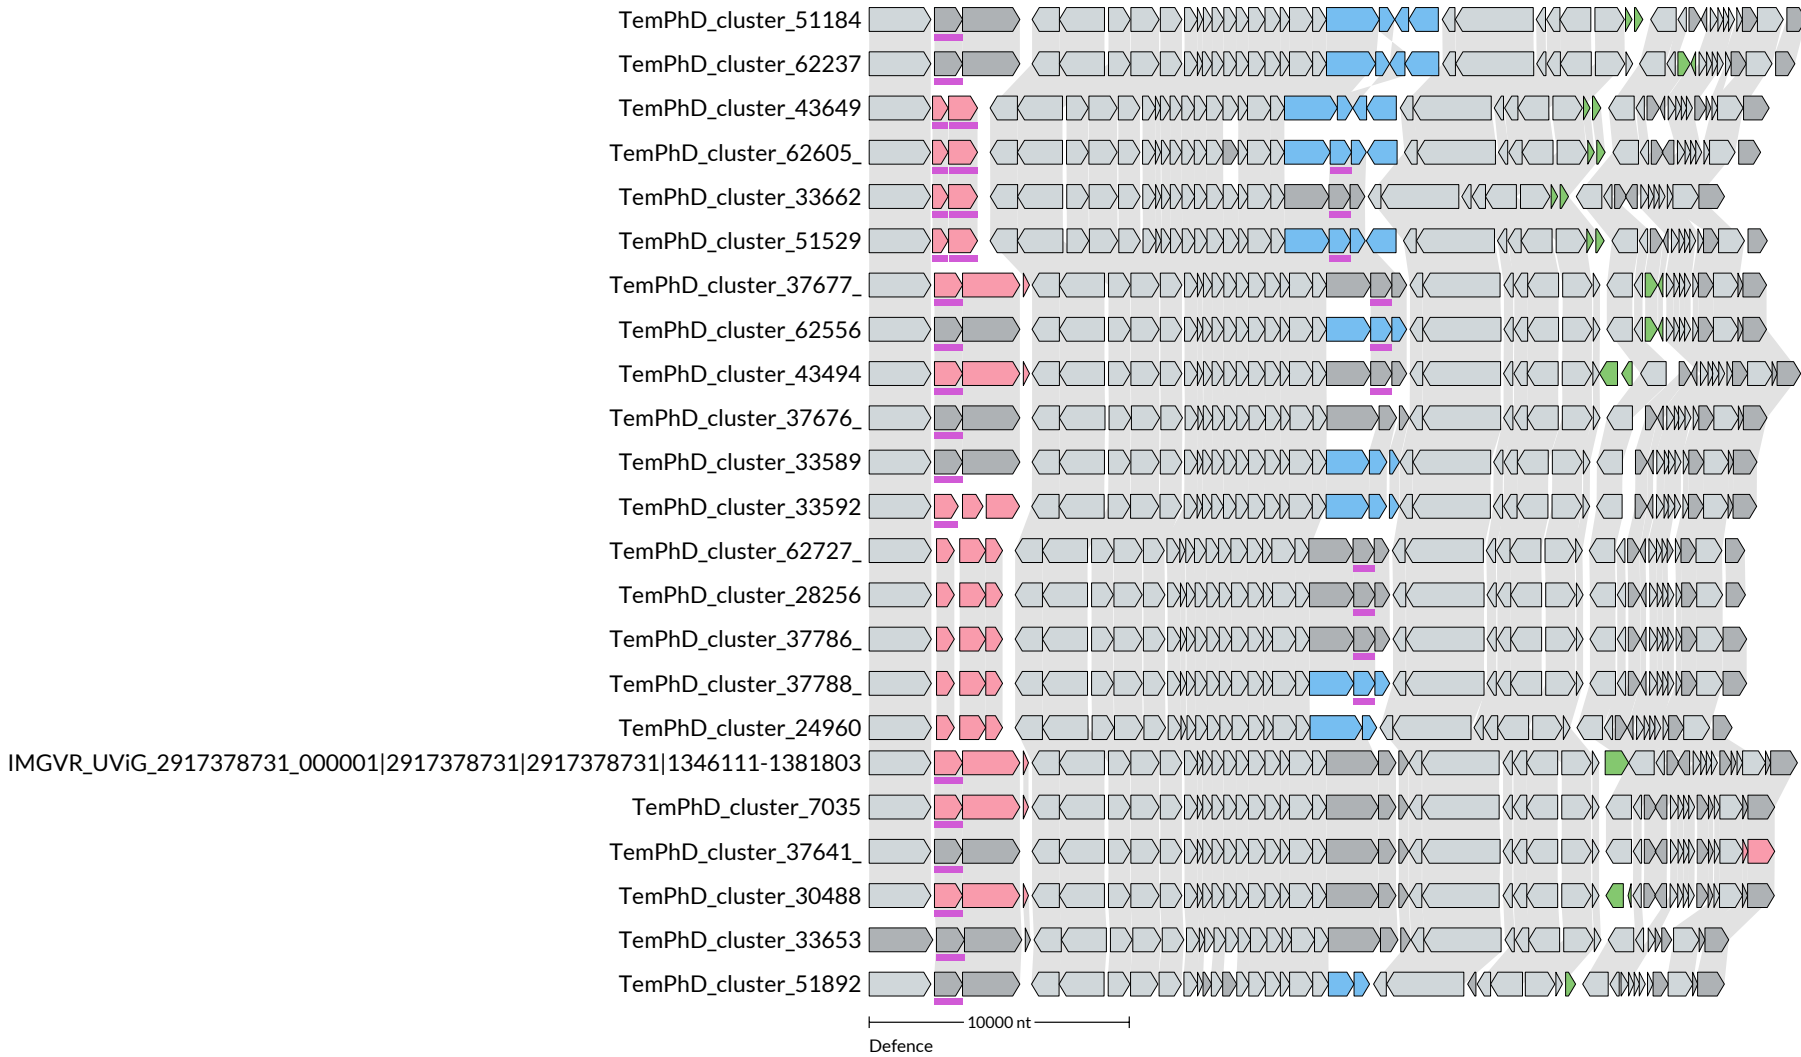 TemPhD_cluster_51184
TemPhD_cluster_62237
TemPhD_cluster_43649
TemPhD_cluster_62605_
TemPhD_cluster_33662
TemPhD_cluster_51529
TemPhD_cluster_37677_
TemPhD_cluster_62556
TemPhD_cluster_43494
TemPhD_cluster_37676_
TemPhD_cluster_33589
TemPhD_cluster_33592
TemPhD_cluster_62727_
TemPhD_cluster_28256
TemPhD_cluster_37786_
TemPhD_cluster_37788_
TemPhD_cluster_24960
IMGVR_UViG_2917378731_000001|2917378731|2917378731|1346111-1381803
TemPhD_cluster_7035
TemPhD_cluster_37641_
TemPhD_cluster_30488
TemPhD_cluster_33653
TemPhD_cluster_51892
10000 nt
Defence